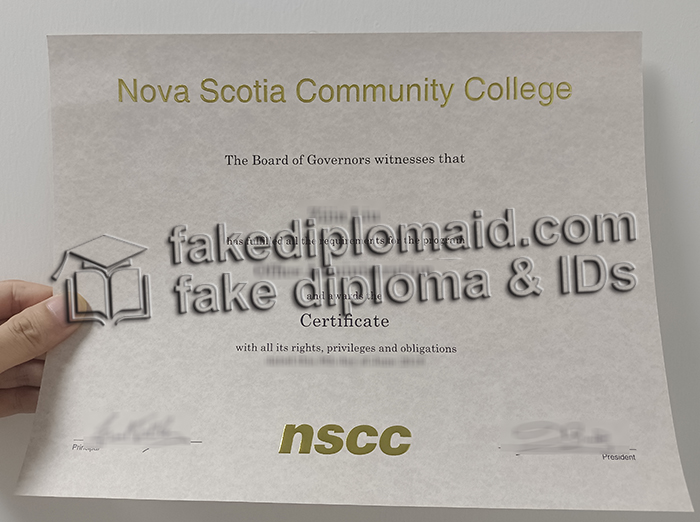 Nova Scotia Community College
The Board of Governors witnesses that
has fulfilled all the requirements for the program
fakediplomaid.com
fake diploma & IDs
and awards the
Certificate
with all its rights, privileges and obligations
nscc
Principal
President